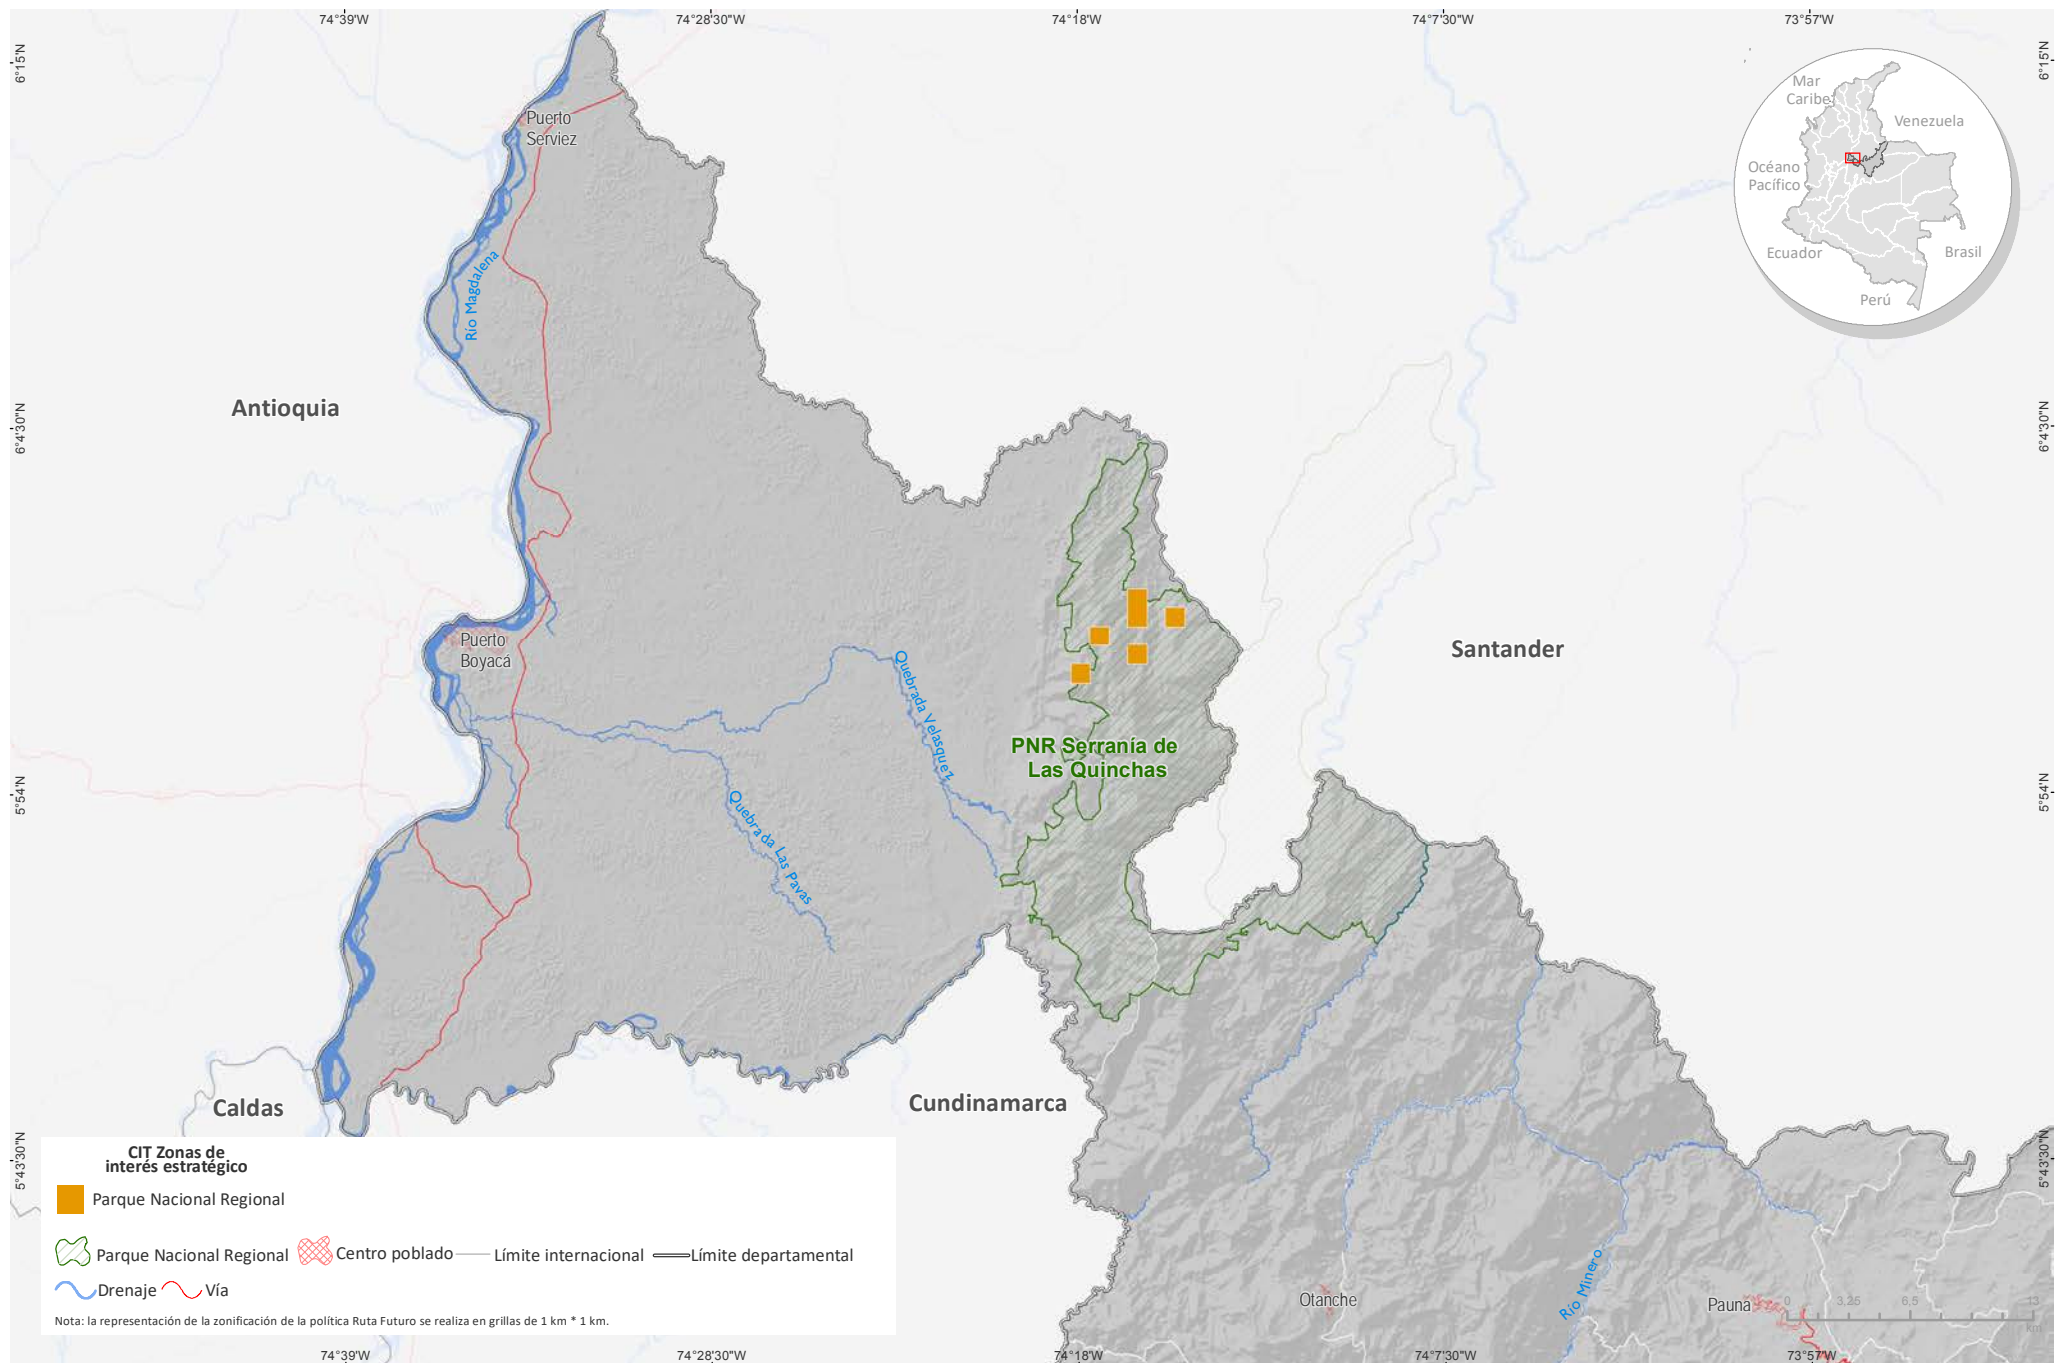 74°39'W
74°28'30"W
74°18'W
74°7'30"W
73°57'W
6°15'N
6°15'N
Mar
Caribe
Venezuela
Océano
Pacífico
Ecuador
Brasil
Perú
Puerto
Serviez
Río Magdalena
Antioquia
6°4'30"N
6°4'30"N
Puerto
Boyacá
Santander
Quebrada Velasquez
PNR Serranía de
Las Quinchas
5°54'N
5°54'N
Quebrada Las Pavas
Caldas
Cundinamarca
5°43'30"N
5°43'30"N
CIT Zonas de
interés estratégico
Parque Nacional Regional
Parque Nacional Regional
Centro poblado
Límite internacional
Límite departamental
Drenaje
Vía
Nota: la representación de la zonificación de la política Ruta Futuro se realiza en grillas de 1 km * 1 km.
Otanche
Río Minero
Pauna
0 3,25 6,5 13
km
74°39'W
74°28'30"W
74°18'W
74°7'30"W
73°57'W